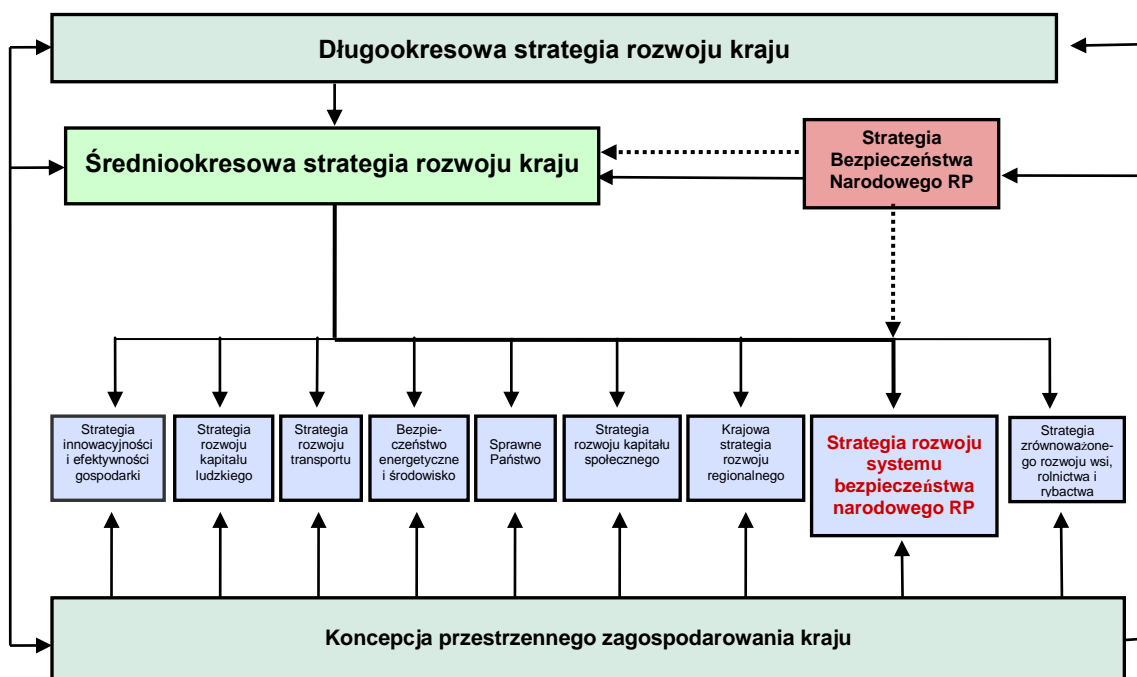 Długookresowa strategia rozwoju kraju
Średniookresowa strategia rozwoju kraju
Strategia
Bezpieczeństwa
Narodowego RP
Strategia
innowacyjności
i efektywności
gospodarki
Strategia
rozwoju
kapitału
ludzkiego
Strategia
rozwoju
transportu
Bezpie-
czeństwo
energetyczne
i środowisko
Sprawne
Państwo
Strategia
rozwoju kapitału
społecznego
Krajowa
strategia
rozwoju
regionalnego
Strategia rozwoju
systemu
bezpieczeństwa
narodowego RP
Strategia
zrównoważone-
go rozwoju wsi,
rolnictwa i
rybactwa
Koncepcja przestrzennego zagospodarowania kraju